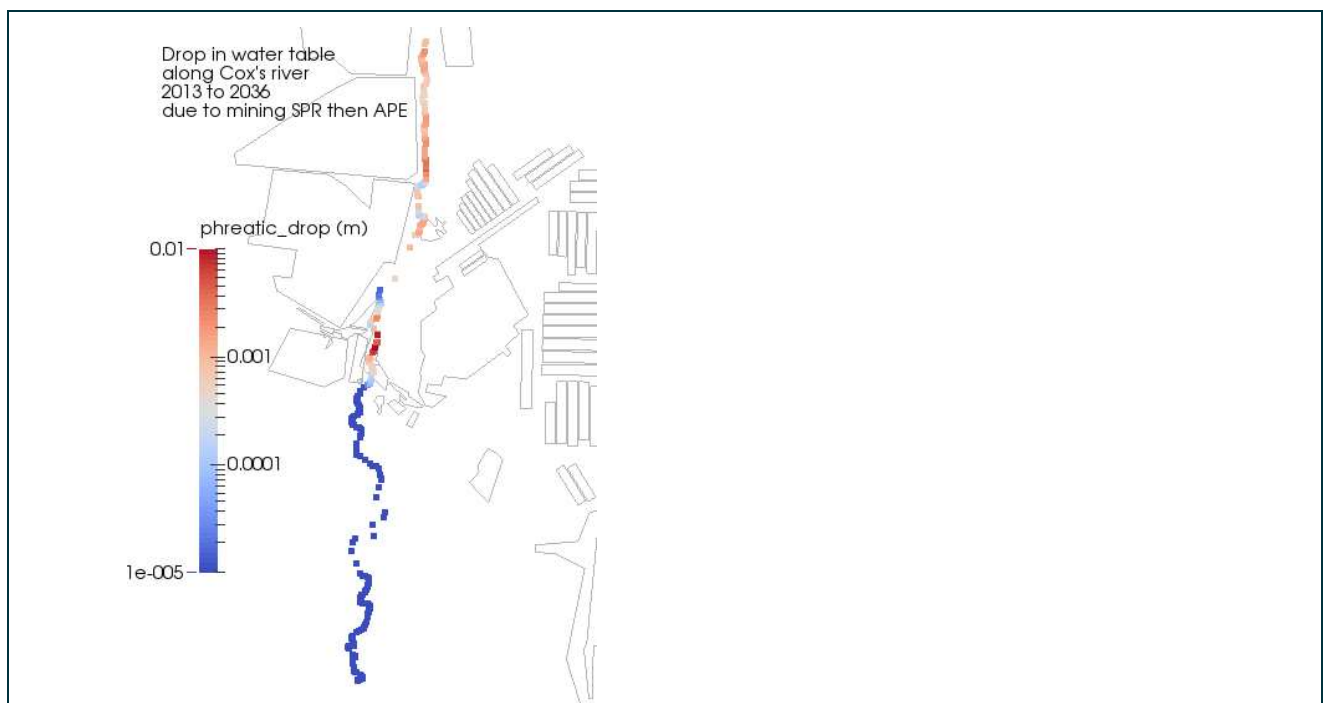 Drop in water table
along Cox's river
2013 to 2036
due to mining SPR then APE
phreatic_drop (m)
0.01
0.001
0.0001
1e-005